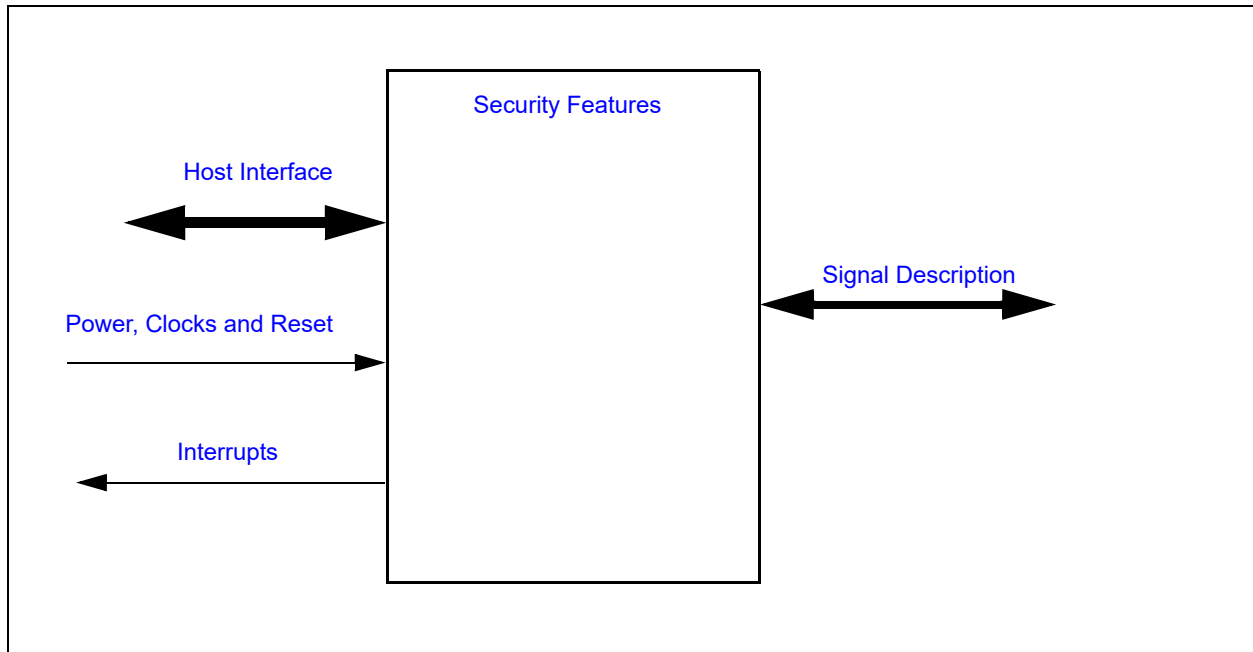 Security Features
Host Interface
Signal Description
Power, Clocks and Reset
Interrupts